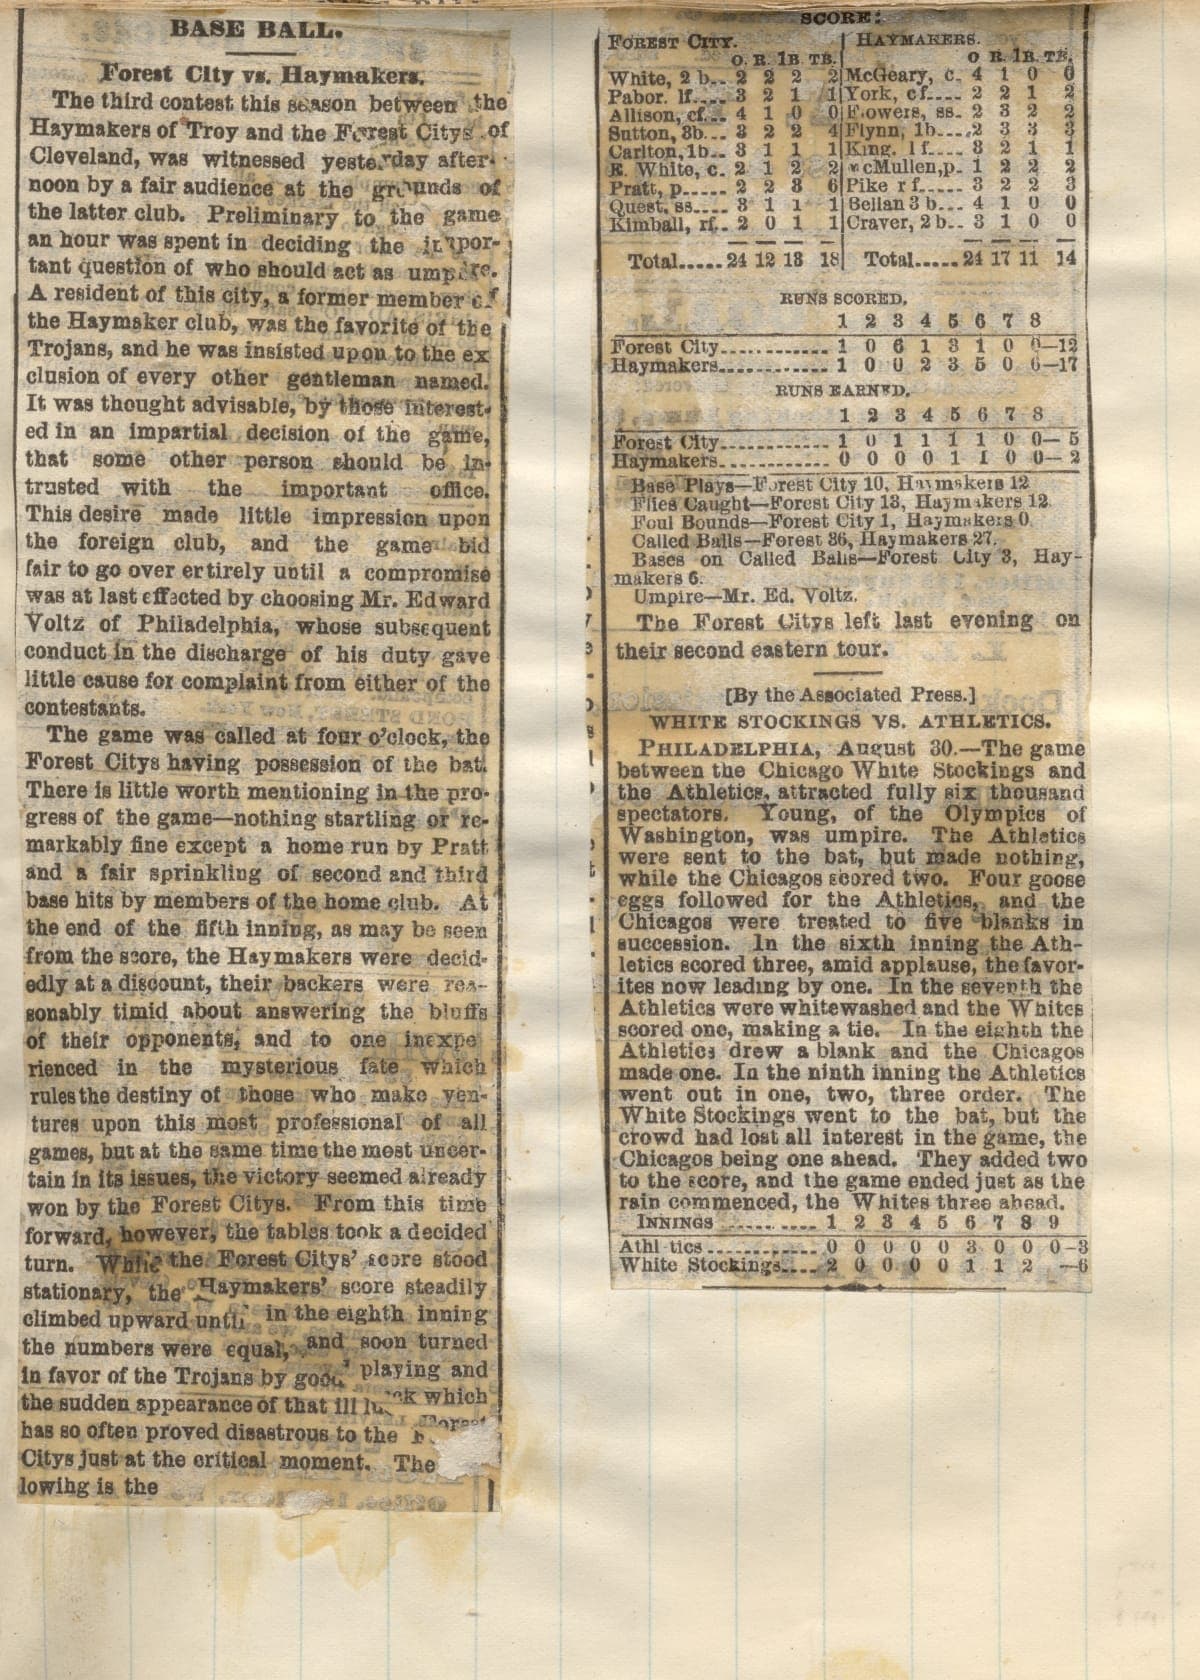 BASE BALL.
Forest City vs. Haymakers.
The third contest this season between the
Haymakers of Troy and the Forest Citys of
Cleveland, was witnessed yesterday after-
noon by a fair audience at the grounds of
the latter club. Preliminary to the game
an hour was spent in deciding the impor-
tant question of who should act as umpire.
A resident of this city, a former member of
the Haymaker club, was the favorite of the
Trojans, and he was insisted upon to the ex
clusion of every other gentleman named.
It was thought advisable, by those interest-
ed in an impartial decision of the game,
that some other person should be in-
trusted with the important office.
This desire made little impression upon
the foreign club, and the game bid
fair to go over ertirely until a compromise
was at last effected by choosing Mr. Edward
Voltz of Philadelphia, whose subsequent
conduct in the discharge of his duty gave
little cause for complaint from either of the
contestants.
The game was called at four o'clock, the
Forest Citys having possession of the bat.
There is little worth mentioning in the pro-
gress of the game—nothing startling or re-
markably fine except a home run by Pratt
and a fair sprinkling of second and third
base hits by members of the home club. At
the end of the fifth inning, as may be seen
from the score, the Haymakers were decid-
edly at a discount, their backers were rea-
sonably timid about answering the bluffs
of their opponents, and to one inexpe
rienced in the mysterious fate which
rules the destiny of those who make ven-
tures upon this most professional of all
games, but at the same time the most uncer-
tain in its issues, the victory seemed already
won by the Forest Citys. From this time
forward, however, the tables took a decided
turn. While the Forest Citys' score stood
stationary, the Haymakers' score steadily
climbed upward until in the eighth inning
the numbers were equal, and soon turned
in favor of the Trojans by good playing and
the sudden appearance of that ill luck which
has so often proved disastrous to the Forest
Citys just at the critical moment. The
lowing is the
SCORE:
FOREST CITY. HAYMAKERS.
O. R. 1B. TB. O R. 1B. TB.
White, 2 b.. 2 2 2 2 McGeary, c. 4 1 0 0
Pabor. lf.... 3 2 1 1 York, cf.... 2 2 1 2
Allison, cf... 4 1 0 0 Flowers, ss. 2 3 2 2
Sutton, 3b... 3 2 2 4 Flynn, 1b.... 2 3 3 3
Carlton, 1b.. 3 1 1 1 King. lf.... 3 2 1 1
E. White, c. 2 1 2 2 McMullen, p. 1 2 2 2
Pratt, p..... 2 2 3 6 Pike r f..... 3 2 2 3
Quest, ss.... 3 1 1 1 Bellan 3 b... 4 1 0 0
Kimball, rf.. 2 0 1 1 Craver, 2 b.. 3 1 0 0
Total..... 24 12 13 18 Total..... 24 17 11 14
RUNS SCORED.
1 2 3 4 5 6 7 8
Forest City............ 1 0 6 1 3 1 0 0—12
Haymakers............ 1 0 0 2 3 5 0 6—17
RUNS EARNED.
1 2 3 4 5 6 7 8
Forest City............ 1 0 1 1 1 1 0 0— 5
Haymakers............ 0 0 0 0 1 1 0 0— 2
Base Plays—Forest City 10, Haymakers 12
Flies Caught—Forest City 13, Haymakers 12.
Foul Bounds—Forest City 1, Haymakers 0.
Called Balls—Forest 36, Haymakers 27.
Bases on Called Balls—Forest City 3, Hay-
makers 6.
Umpire—Mr. Ed. Voltz.
The Forest Citys left last evening on
their second eastern tour.
[By the Associated Press.]
WHITE STOCKINGS VS. ATHLETICS.
PHILADELPHIA, August 30.—The game
between the Chicago White Stockings and
the Athletics, attracted fully six thousand
spectators. Young, of the Olympics of
Washington, was umpire. The Athletics
were sent to the bat, but made nothing,
while the Chicagos scored two. Four goose
eggs followed for the Athletics, and the
Chicagos were treated to five blanks in
succession. In the sixth inning the Ath-
letics scored three, amid applause, the favor-
ites now leading by one. In the seventh the
Athletics were whitewashed and the Whites
scored one, making a tie. In the eighth the
Athletics drew a blank and the Chicagos
made one. In the ninth inning the Athletics
went out in one, two, three order. The
White Stockings went to the bat, but the
crowd had lost all interest in the game, the
Chicagos being one ahead. They added two
to the score, and the game ended just as the
rain commenced, the Whites three ahead.
INNINGS .......... 1 2 3 4 5 6 7 8 9
Athl tics............ 0 0 0 0 0 3 0 0 0—3
White Stockings.... 2 0 0 0 0 1 1 2 —6